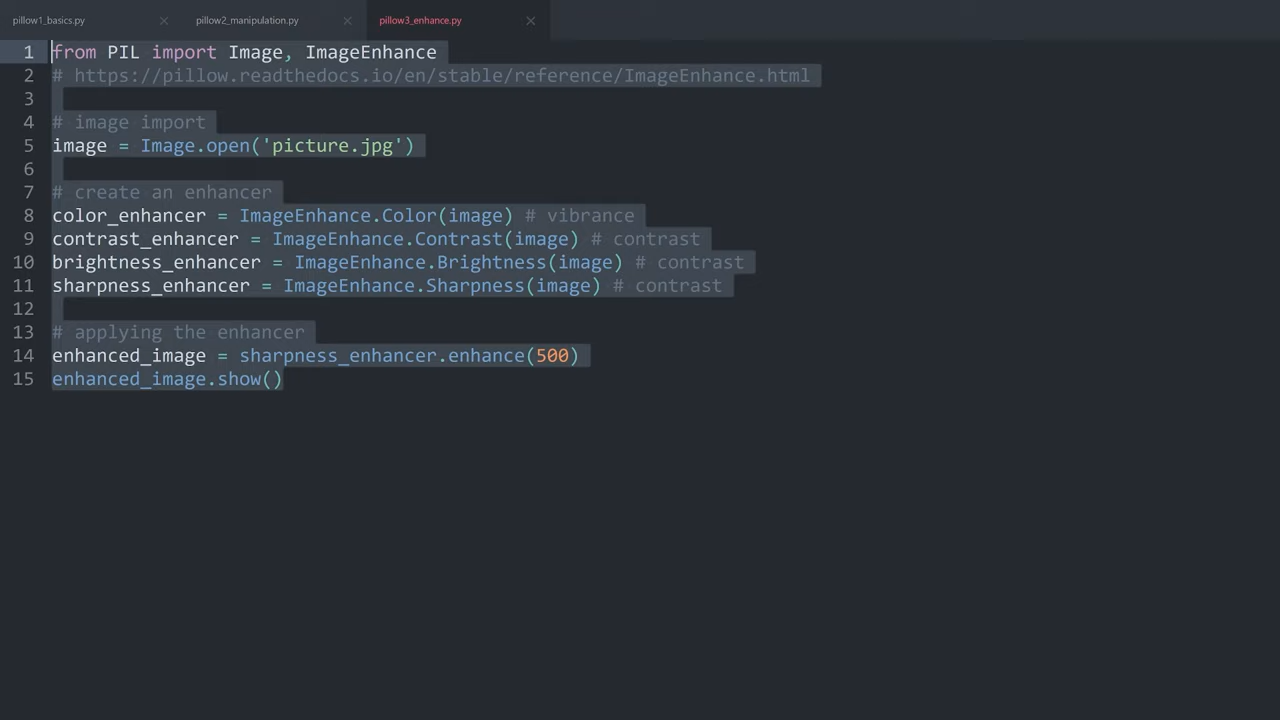 pillow1_basics.py pillow2_manipulation.py pillow3_enhance.py
1 from PIL import Image, ImageEnhance
2 # https://pillow.readthedocs.io/en/stable/reference/ImageEnhance.html
3
4 # image import
5 image = Image.open('picture.jpg')
6
7 # create an enhancer
8 color_enhancer = ImageEnhance.Color(image) # vibrance
9 contrast_enhancer = ImageEnhance.Contrast(image) # contrast
10 brightness_enhancer = ImageEnhance.Brightness(image) # contrast
11 sharpness_enhancer = ImageEnhance.Sharpness(image) # contrast
12
13 # applying the enhancer
14 enhanced_image = sharpness_enhancer.enhance(500)
15 enhanced_image.show()